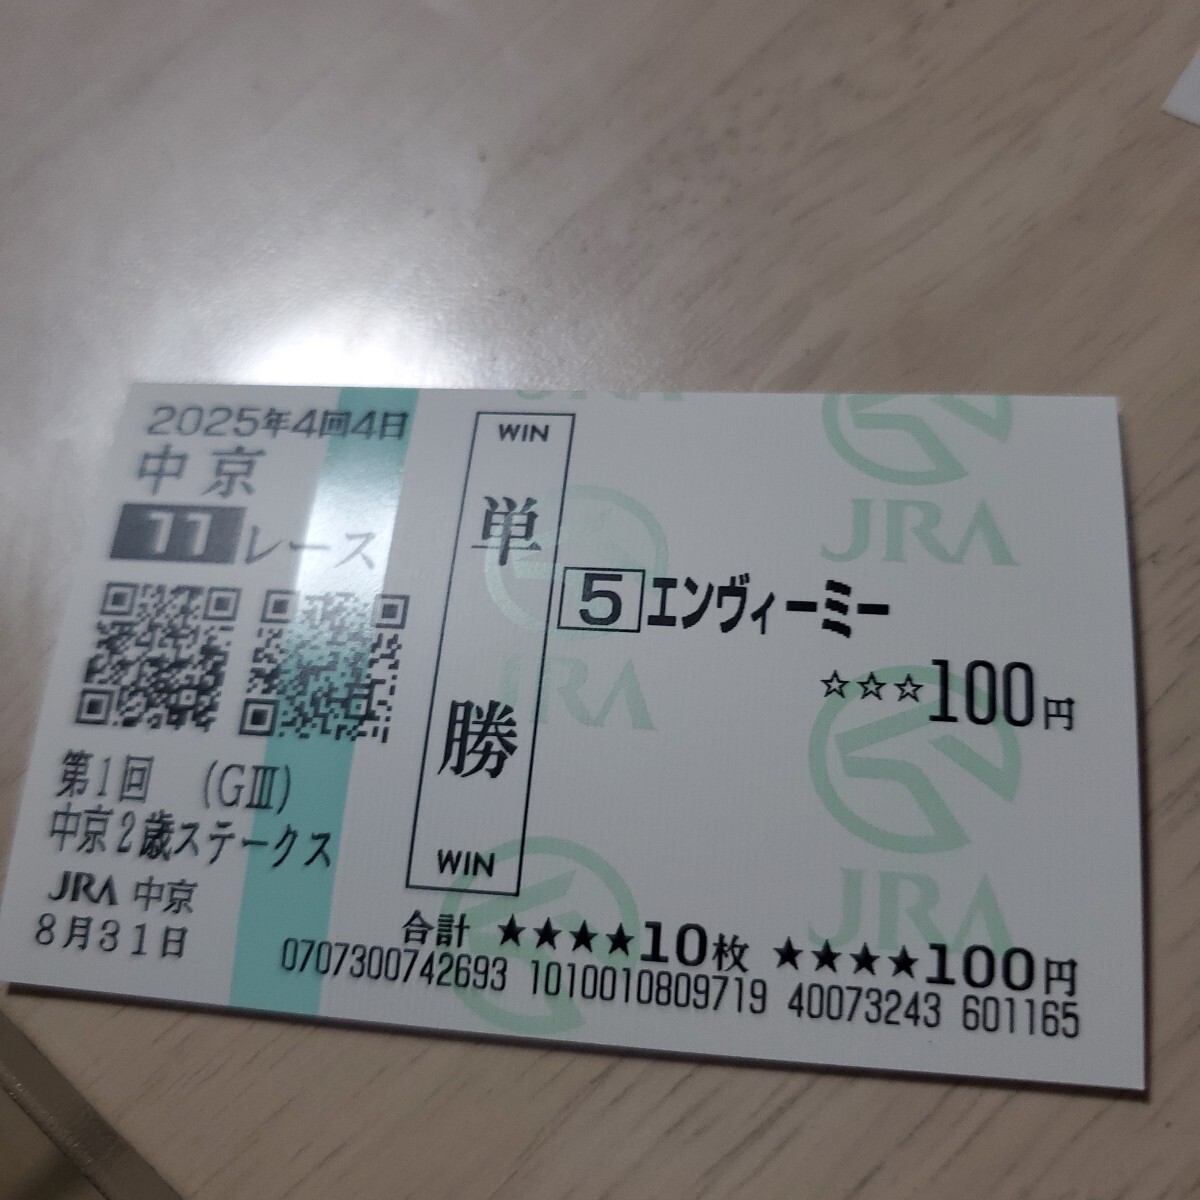 2025年4回4日
中京
11レース
第1回 (GⅢ)
中京2歳ステークス
JRA 中京
8月31日
WIN
単勝
WIN
5 エンヴィーミー
☆☆☆100円
合計 ★★★★10枚 ★★★★100円
0707300742693 1010010809719 40073243 601165
JRA
JRA
JRA
JRA